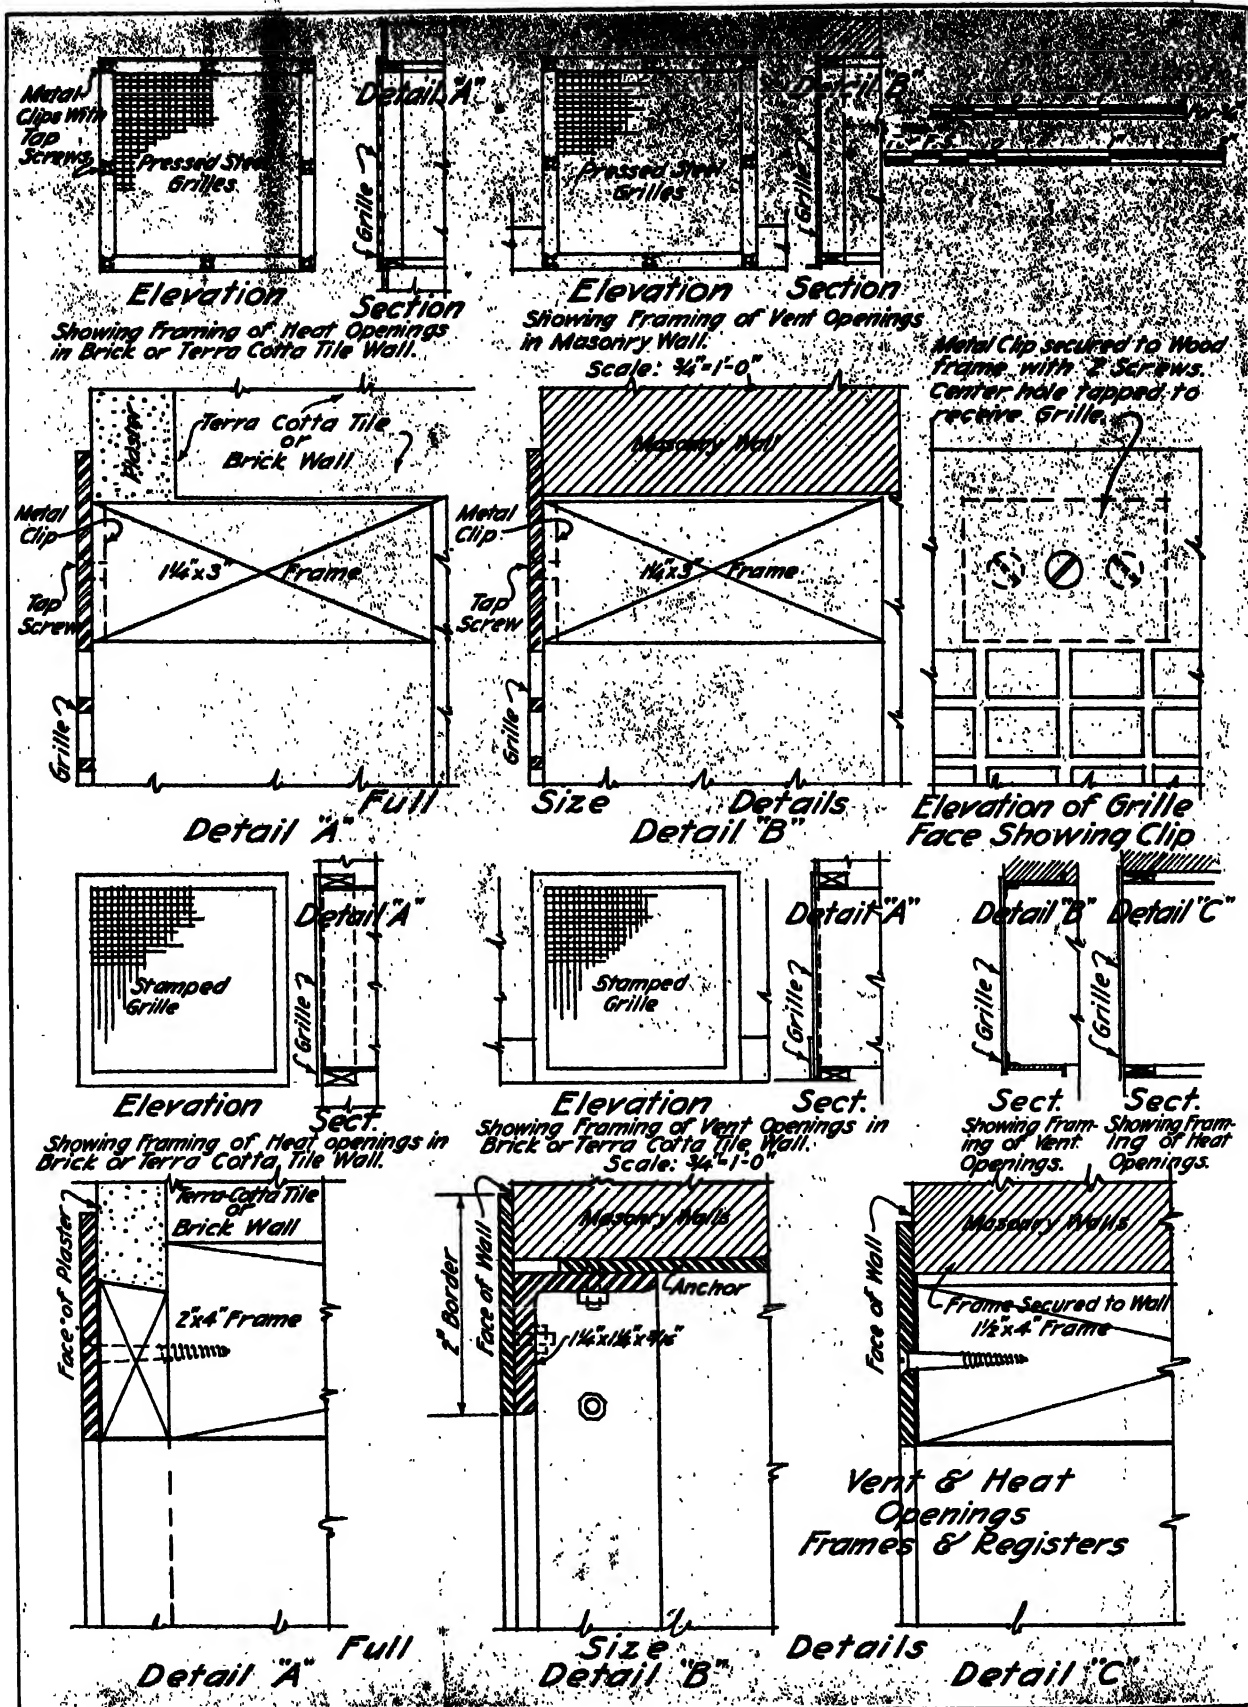 Metal
Clips with
Tap
Screws
Pressed Steel
Grilles
Detail "A"
Grille
Elevation
Section
Showing Framing of Heat Openings
in Brick or Terra Cotta Tile Wall.
Pressed Steel
Grilles
Detail "B"
Grille
Elevation
Section
Showing Framing of Vent Openings
in Masonry Wall.
Scale: 3/4"=1'-0"
Metal Clip secured to Wood
frame with 2 Screws.
Center hole tapped to
receive Grille.
Plaster
Terra Cotta Tile
or
Brick Wall
Metal
Clip
1 1/4"x3" Frame
Tap
Screw
Grille
Masonry Wall
Metal
Clip
1 1/4"x3" Frame
Tap
Screw
Grille
Full Size Details
Detail "A"
Detail "B"
Elevation of Grille
Face Showing Clip
Stamped
Grille
Detail "A"
Grille
Elevation
Sect.
Showing Framing of Heat openings in
Brick or Terra Cotta Tile Wall.
Stamped
Grille
Detail "A"
Grille
Elevation
Sect.
Showing Framing of Vent Openings in
Brick or Terra Cotta Tile Wall.
Scale: 3/4"=1'-0"
Detail "B"
Grille
Sect.
Showing Fram-
ing of Vent
Openings.
Detail "C"
Grille
Sect.
Showing Fram-
ing of Heat
Openings.
Face of Plaster
Terra-Cotta Tile
or
Brick Wall
2"x4" Frame
2" Border
Face of Wall
Masonry Walls
Anchor
Face of Wall
Masonry Walls
Frame Secured to Wall
1 1/2"x4" Frame
Vent & Heat
Openings
Frames & Registers
Full Size Details
Detail "A"
Detail "B"
Detail "C"